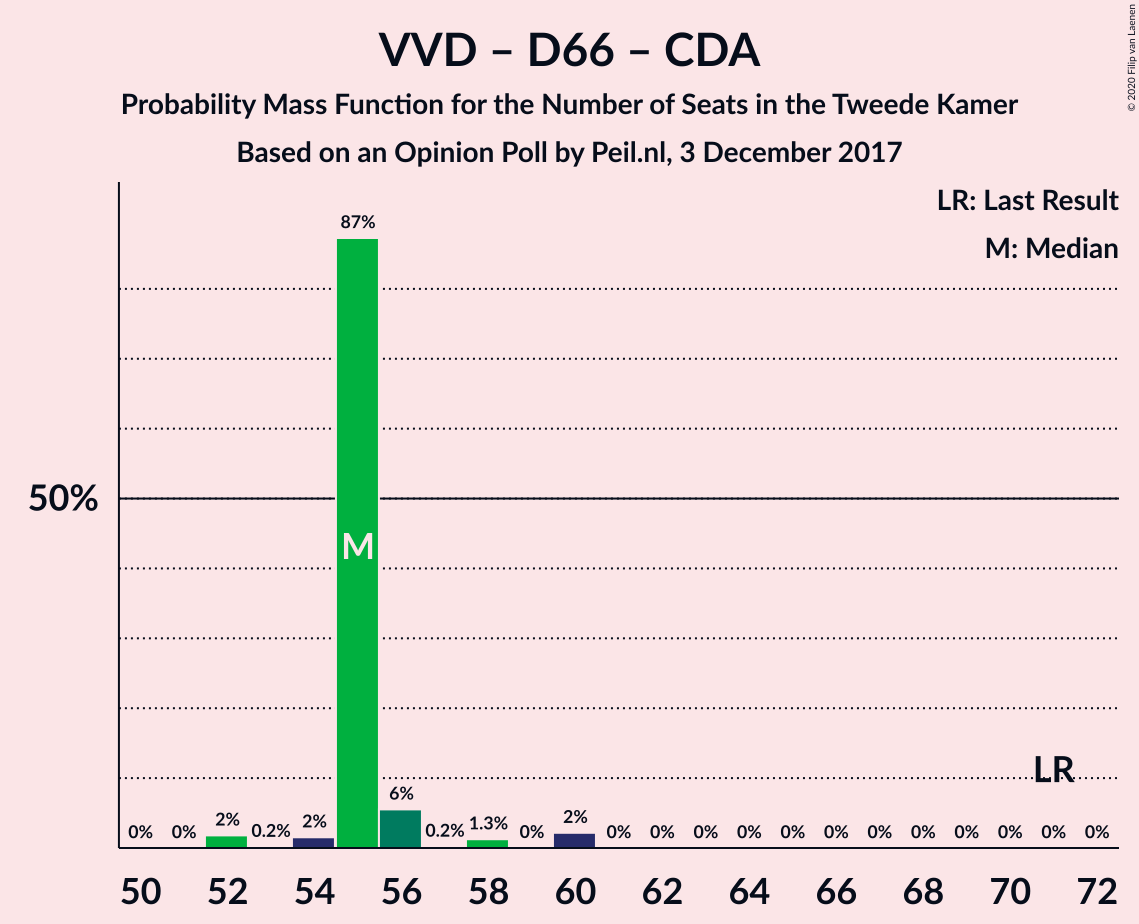 VVD – D66 – CDA
Probability Mass Function for the Number of Seats in the Tweede Kamer
Based on an Opinion Poll by Peil.nl, 3 December 2017
© 2020 Filip van Laenen
LR: Last Result
M: Median
50%
0% 0% 2% 0.2% 2% 87% 6% 0.2% 1.3% 0% 2% 0% 0% 0% 0% 0% 0% 0% 0% 0% 0% 0% 0%
M
LR
50 52 54 56 58 60 62 64 66 68 70 72